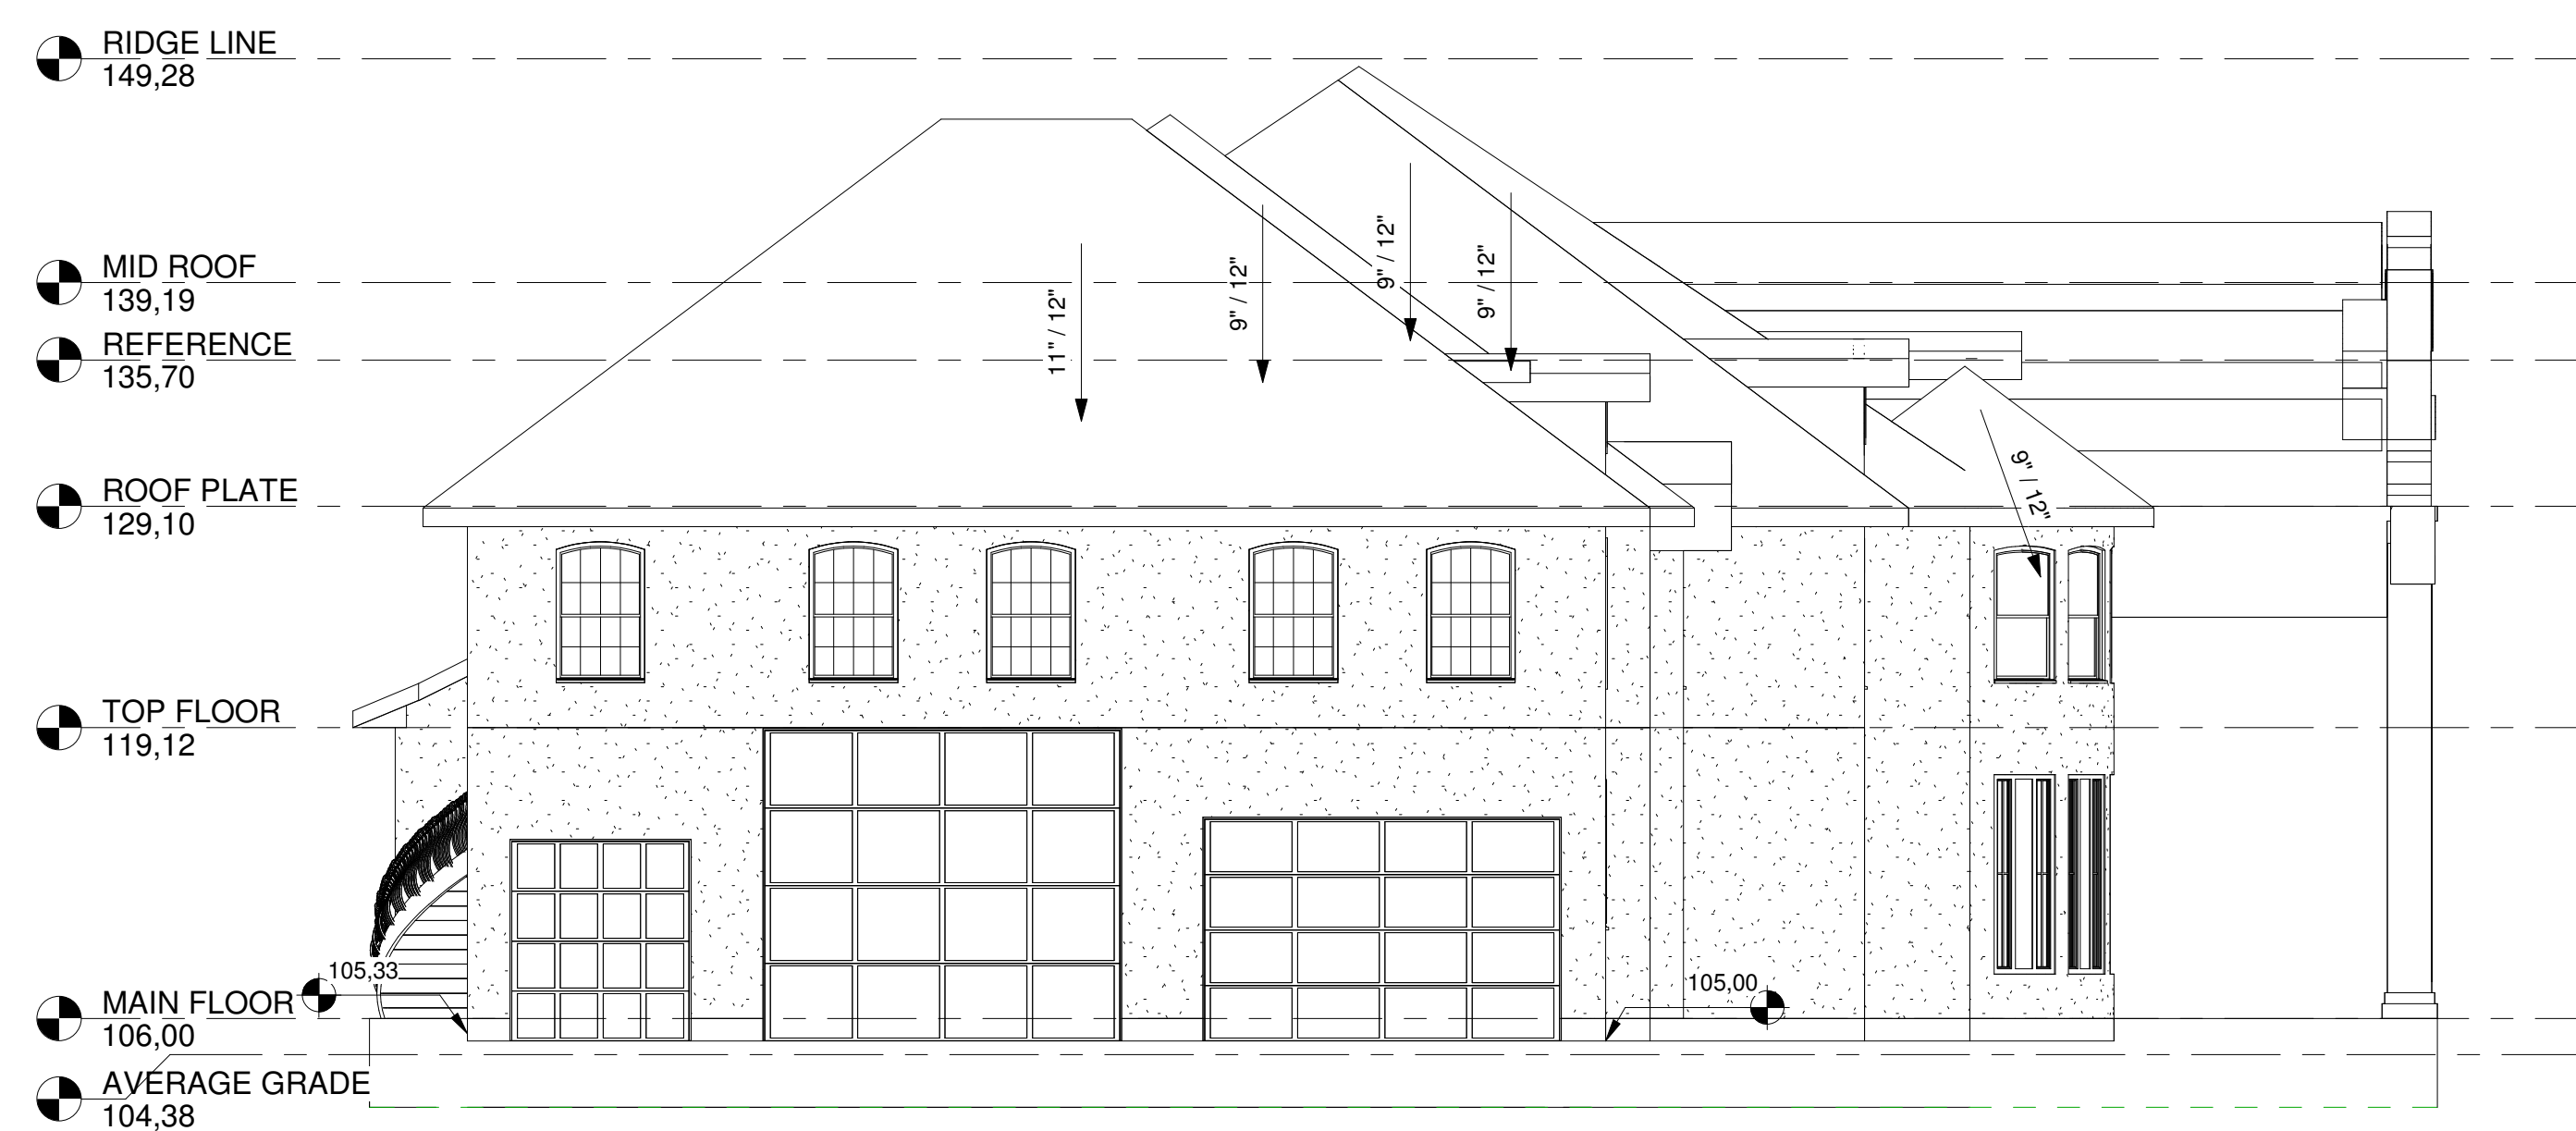 RIDGE LINE
149,28
MID ROOF
139,19
REFERENCE
135,70
ROOF PLATE
129,10
TOP FLOOR
119,12
MAIN FLOOR
106,00
AVERAGE GRADE
104,38
11" / 12"
9" / 12"
9" / 12"
9" / 12"
9" / 12"
105,33
105,00